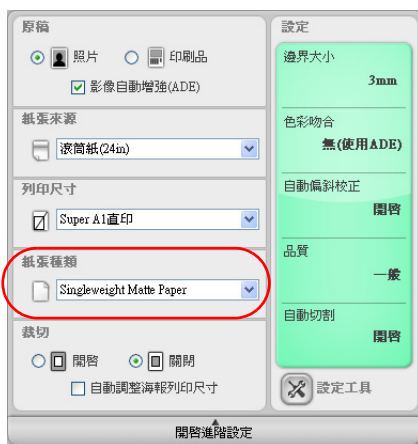 原稿
照片
印刷品
影像自動增強(ADE)
紙張來源
滾筒紙(24in)
列印尺寸
Super A1直印
紙張種類
Singleweight Matte Paper
裁切
開啓
關閉
自動調整海報列印尺寸
設定
邊界大小
3mm
色彩吻合
無(使用ADE)
自動偏斜校正
開啓
品質
一般
自動切割
開啓
設定工具
開啓進階設定